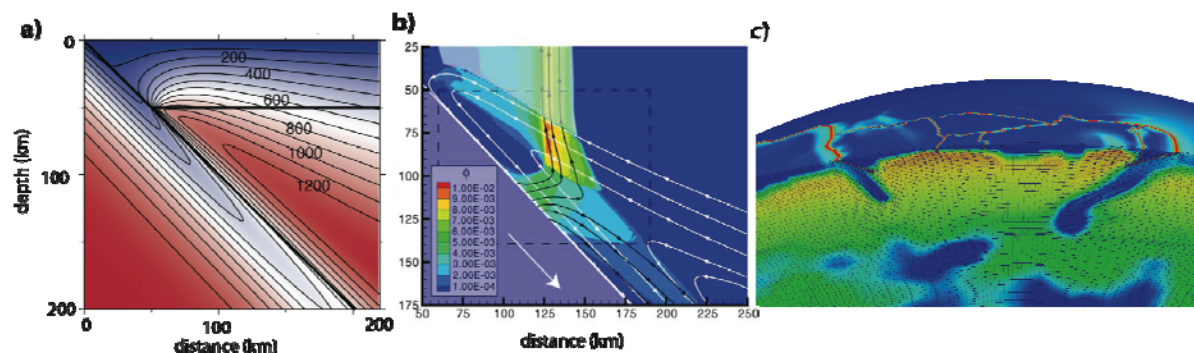 a)
b)
c)
0
100
200
depth (km)
200
400
600
800
1000
1200
0
100
200
distance (km)
25
50
75
100
125
150
175
ϕ
1.00E-02
9.00E-03
8.00E-03
7.00E-03
6.00E-03
5.00E-03
4.00E-03
3.00E-03
2.00E-03
1.00E-04
50
75
100
125
150
175
200
225
250
distance (km)